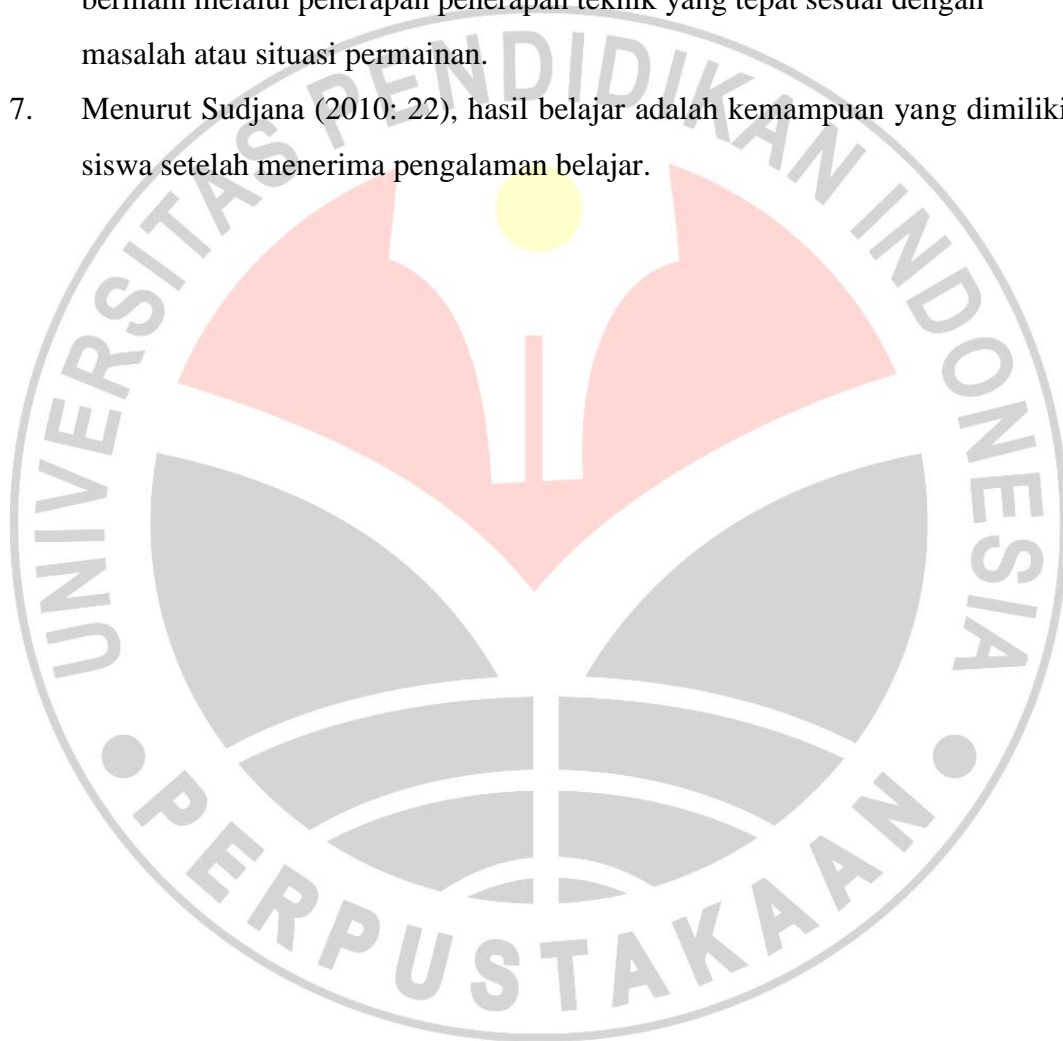 bermain melalui penerapan penerapan teknik yang tepat sesuai dengan
masalah atau situasi permainan.
7. Menurut Sudjana (2010: 22), hasil belajar adalah kemampuan yang dimiliki
siswa setelah menerima pengalaman belajar.
UNIVERSITAS PENDIDIKAN INDONESIA
PERPUSTAKAAN